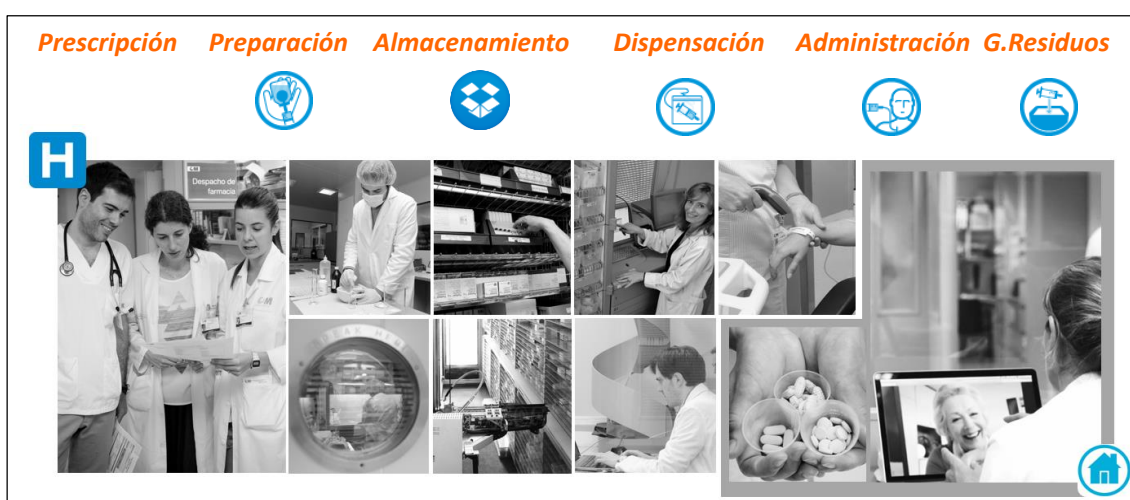 Prescripción Preparación Almacenamiento Dispensación Administración G.Residuos
H
Despacho de
farmacia